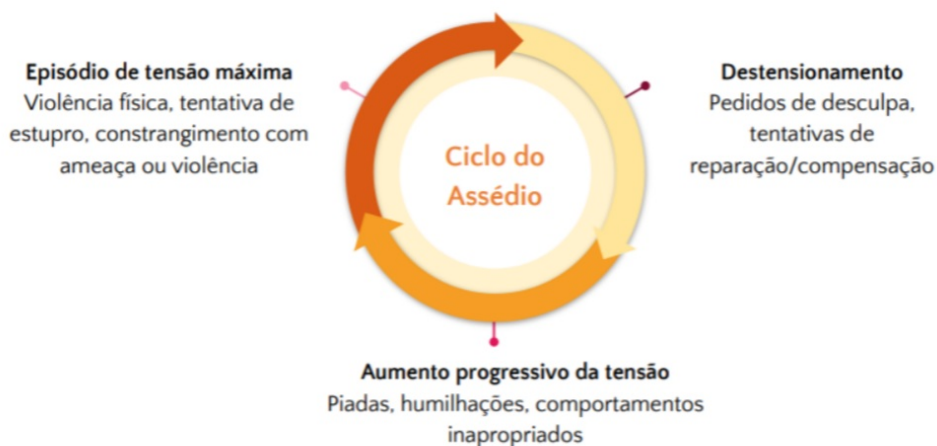 Episódio de tensão máxima
Violência física, tentativa de
estupro, constrangimento com
ameaça ou violência
Ciclo do
Assédio
Destensionamento
Pedidos de desculpa,
tentativas de
reparação/compensação
Aumento progressivo da tensão
Piadas, humilhações, comportamentos
inapropriados